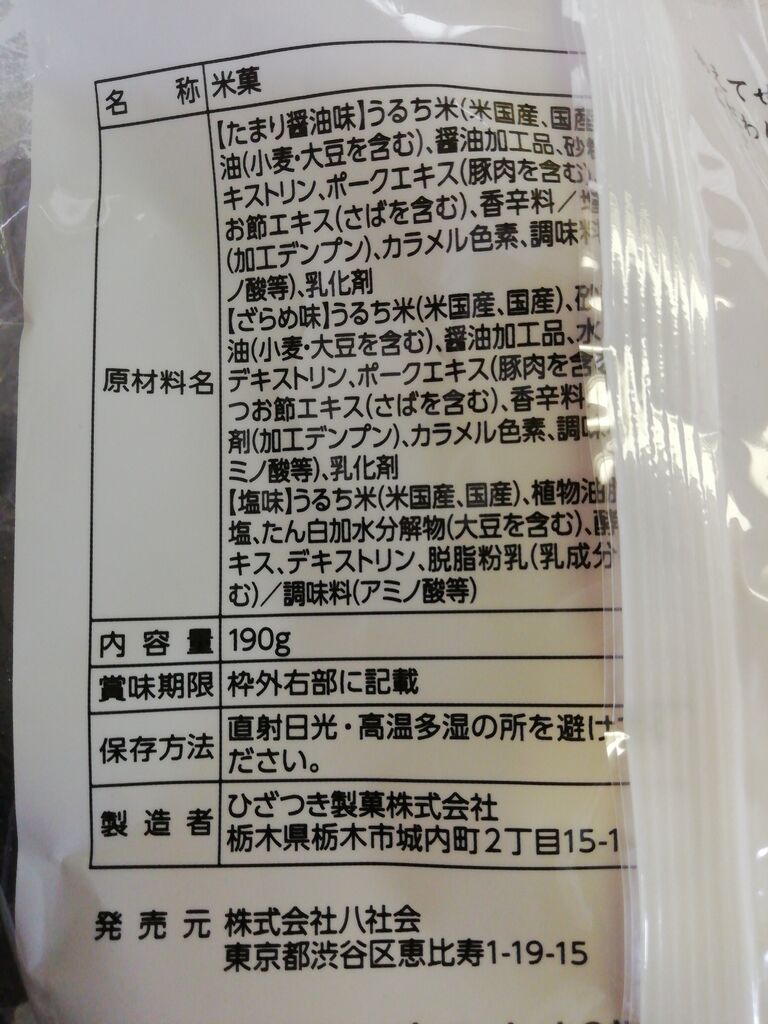 名称 米菓
原材料名
【たまり醤油味】うるち米(米国産、国産
油(小麦・大豆を含む)、醤油加工品、砂糖
キストリン、ポークエキス(豚肉を含む)
お節エキス(さばを含む)、香辛料／
(加工デンプン)、カラメル色素、調味料
ノ酸等)、乳化剤
【ざらめ味】うるち米(米国産、国産)、砂
油(小麦・大豆を含む)、醤油加工品、水
デキストリン、ポークエキス(豚肉を含
つお節エキス(さばを含む)、香辛料
剤(加工デンプン)、カラメル色素、調味
ミノ酸等)、乳化剤
【塩味】うるち米(米国産、国産)、植物油
塩、たん白加水分解物(大豆を含む)、酵
キス、デキストリン、脱脂粉乳(乳成分
む)／調味料(アミノ酸等)
内容量 190g
賞味期限 枠外右部に記載
保存方法 直射日光・高温多湿の所を避け
ださい。
製造者 ひざつき製菓株式会社
栃木県栃木市城内町2丁目15-1
発売元 株式会社八社会
東京都渋谷区恵比寿1-19-15